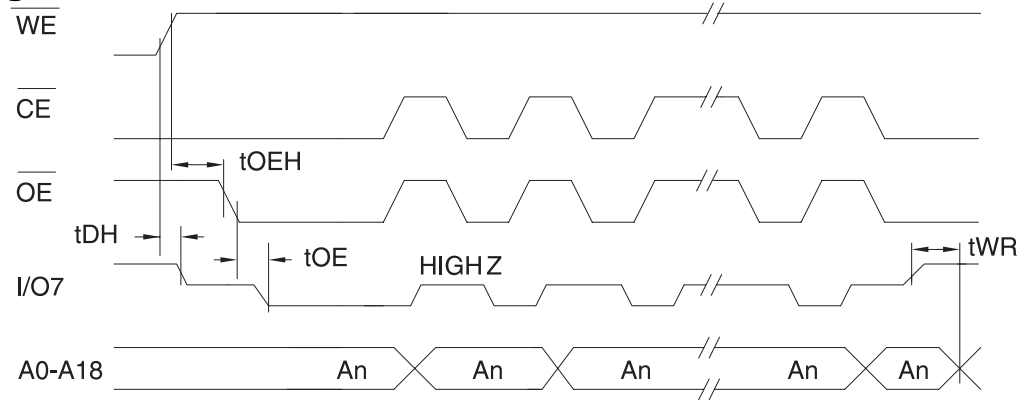 WE
CE
tOEH
OE
tDH
tOE
tWR
HIGH Z
I/O7
A0-A18 An An An An An